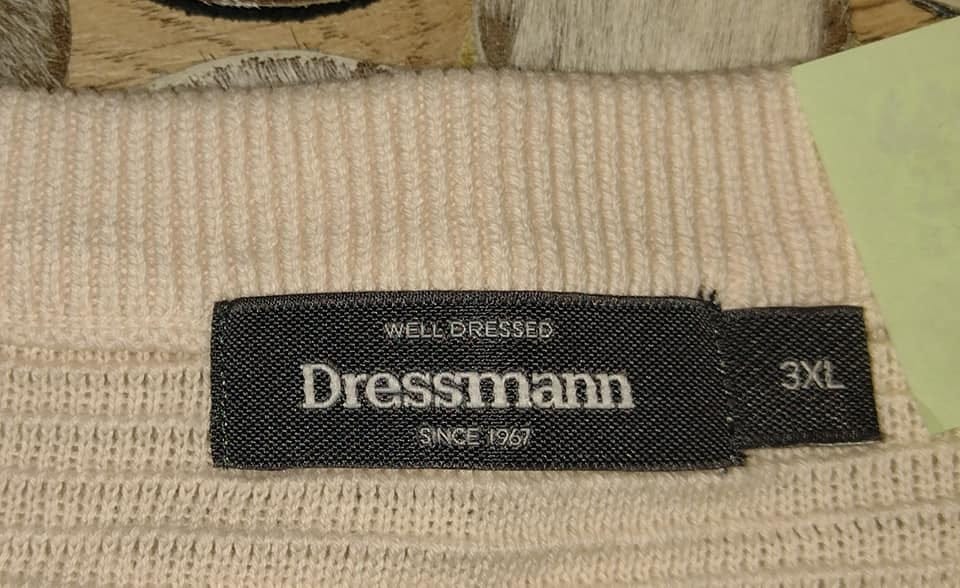 WELL DRESSED
Dressmann
SINCE 1967
3XL